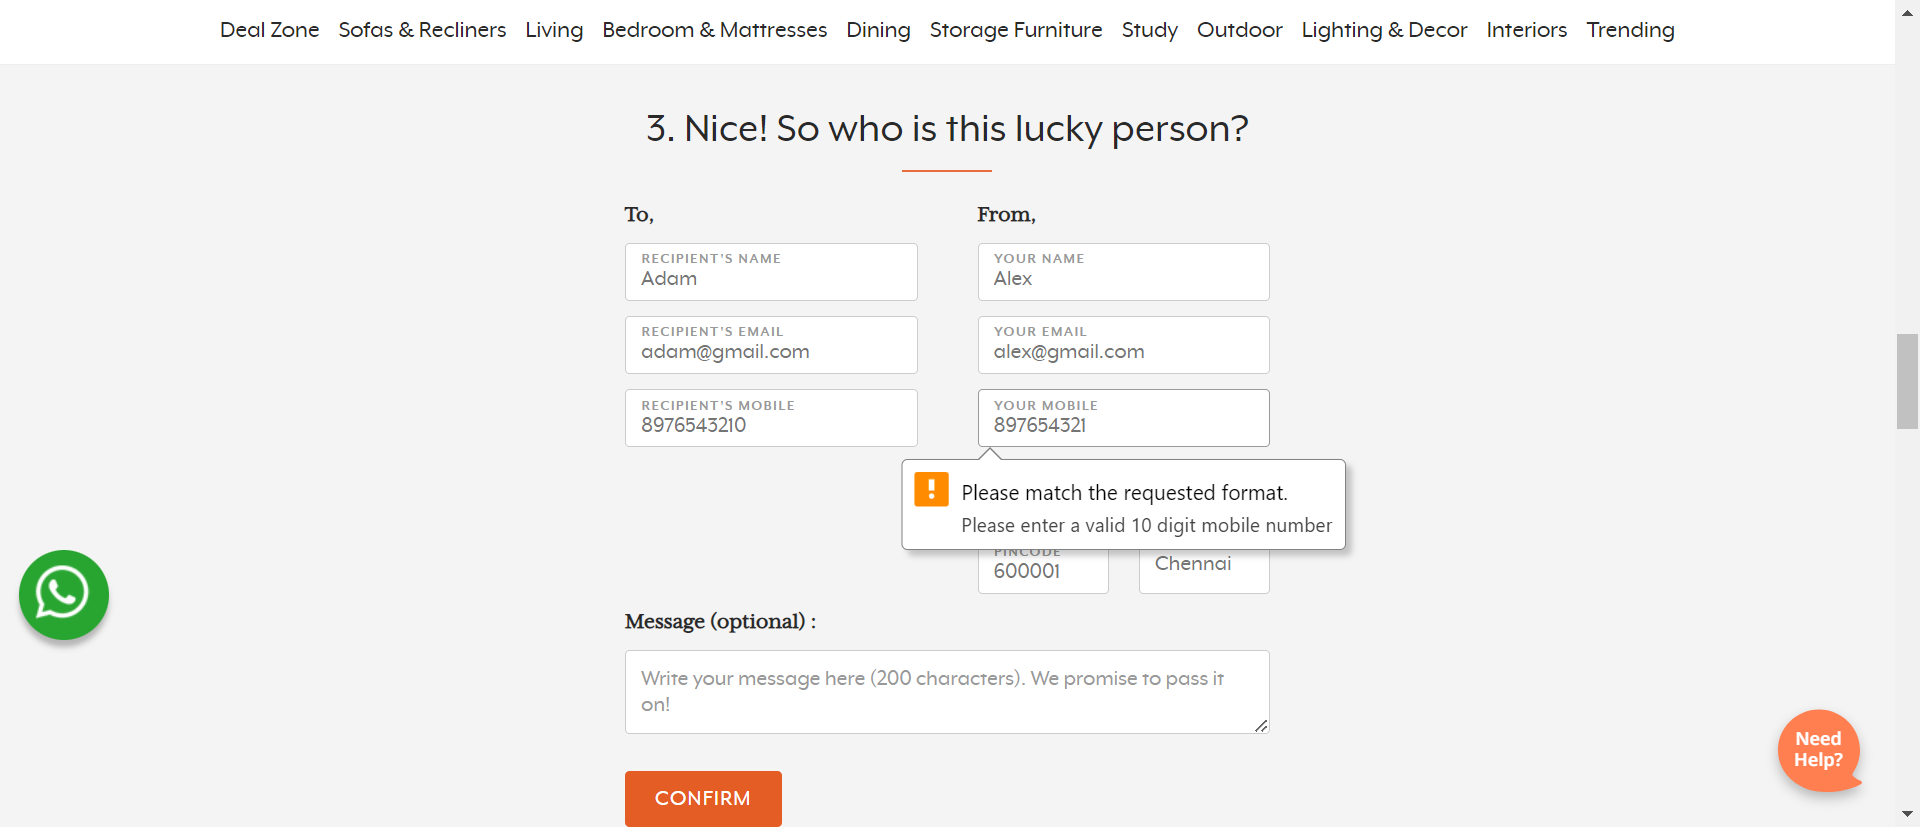 Deal Zone Sofas & Recliners Living Bedroom & Mattresses Dining Storage Furniture Study Outdoor Lighting & Decor Interiors Trending
3. Nice! So who is this lucky person?
To,
From,
RECIPIENT'S NAME
Adam
YOUR NAME
Alex
RECIPIENT'S EMAIL
adam@gmail.com
YOUR EMAIL
alex@gmail.com
RECIPIENT'S MOBILE
8976543210
YOUR MOBILE
897654321
Please match the requested format.
Please enter a valid 10 digit mobile number
PINCODE
600001
Chennai
Message (optional) :
Write your message here (200 characters). We promise to pass it
on!
CONFIRM
Need
Help?